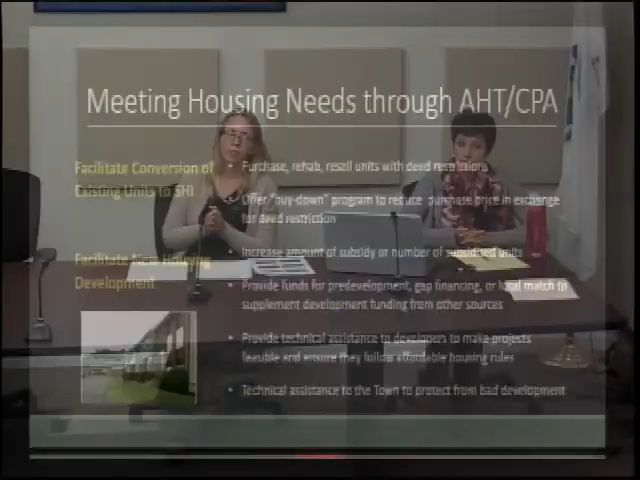 Meeting Housing Needs through AHT/CPA
Facilitate Conversion of
Existing Units to SHI
• Purchase, rehab, resell units with deed restrictions
• Offer "buy-down" program to reduce purchase price in exchange
for deed restriction
• Increase amount of subsidy or number of subsidized units
Facilitate New Housing
Development
• Provide funds for predevelopment, gap financing, or local match to
supplement development funding from other sources
• Provide technical assistance to developers to make projects
feasible and ensure they follow affordable housing rules
• Technical assistance to the Town to protect from bad development